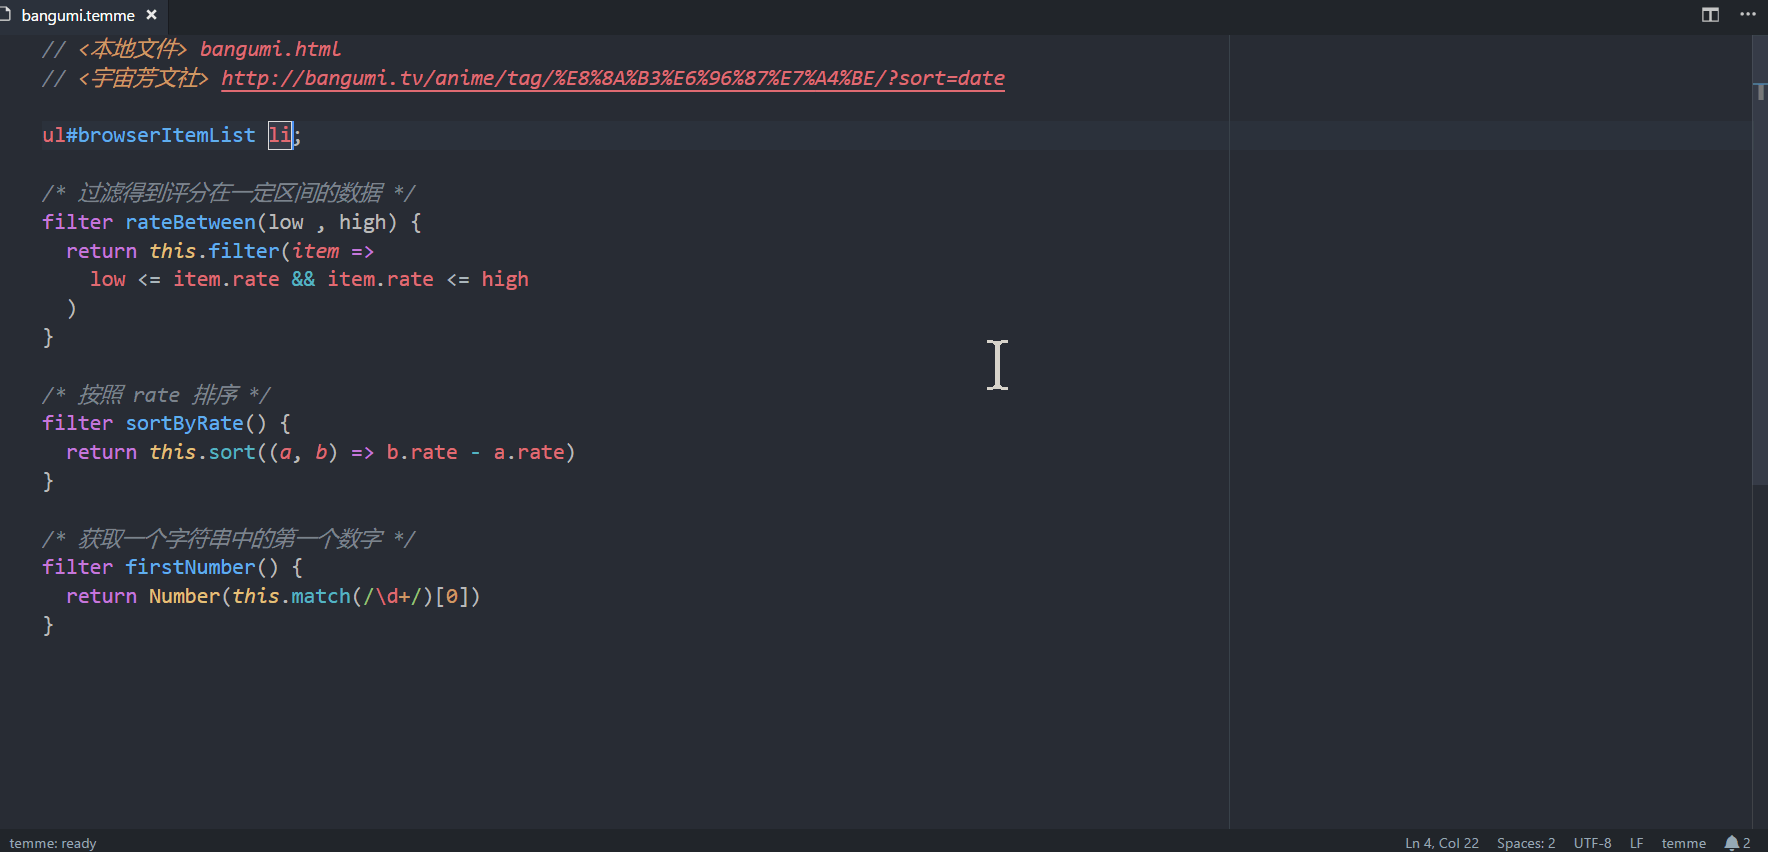 bangumi.temme
// <本地文件> bangumi.html
// <宇宙芳文社> http://bangumi.tv/anime/tag/%E8%8A%B3%E6%96%87%E7%A4%BE/?sort=date
ul#browserItemList li;
/* 过滤得到评分在一定区间的数据 */
filter rateBetween(low , high) {
  return this.filter(item =>
    low <= item.rate && item.rate <= high
  )
}
/* 按照 rate 排序 */
filter sortByRate() {
  return this.sort((a, b) => b.rate - a.rate)
}
/* 获取一个字符串中的第一个数字 */
filter firstNumber() {
  return Number(this.match(/\d+/)[0])
}
temme: ready Ln 4, Col 22 Spaces: 2 UTF-8 LF temme 2